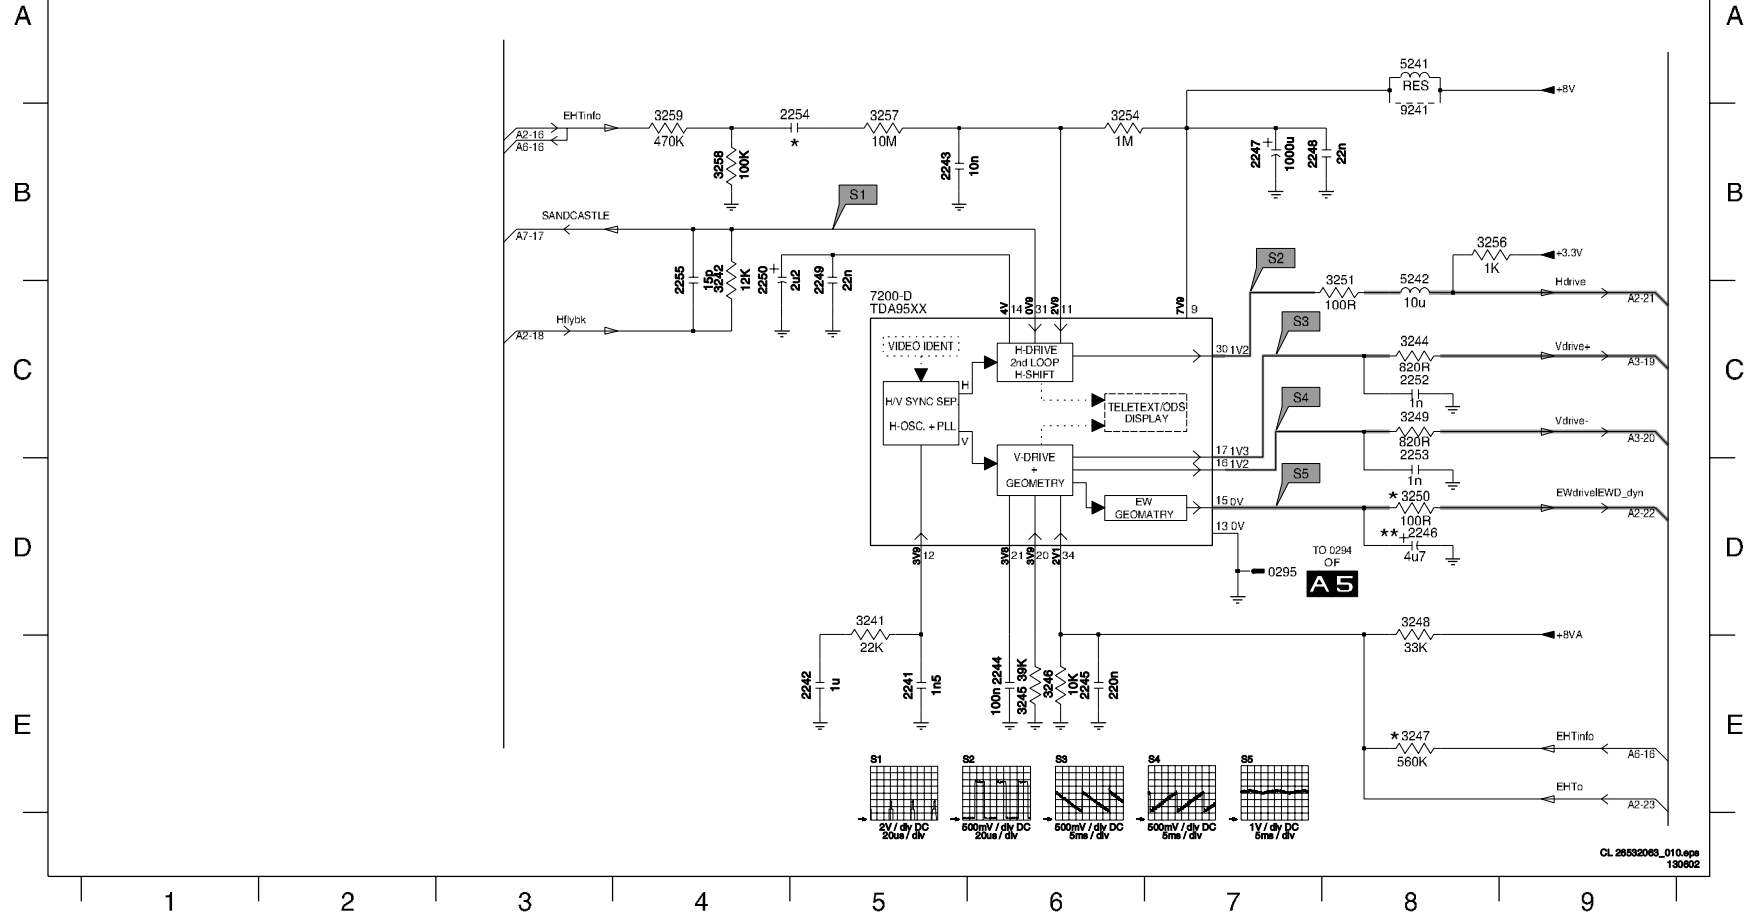 A
A
5241
RES
9241
+8V
EHTinfo
A2-16
A6-16
3259
470K
2254
*
3257
10M
3254
1M
3258
100K
2243
10n
2247
+
1000u
2248
22n
B
B
S1
SANDCASTLE
A7-17
3256
1K
+3.3V
S2
2255
15p
3242
12K
2250
+
2u2
2249
22n
3251
100R
5242
10u
Hdrive
A2-21
7200-D
TDA95XX
4V
14
0V9
31
2V9
11
7V9
9
Hflybk
A2-18
S3
VIDEO IDENT
H-DRIVE
2nd LOOP
H-SHIFT
30 1V2
3244
820R
Vdrive+
A3-19
C
C
2252
1n
H
H/V SYNC SEP.
H-OSC. + PLL
V
TELETEXT/ODS
DISPLAY
S4
3249
820R
Vdrive-
A3-20
V-DRIVE
+
GEOMETRY
17 1V3
16 1V2
2253
1n
S5
EW
GEOMATRY
15 0V
* 3250
100R
EWdrive|EWD_dyn
A2-22
13 0V
** + 2246
4u7
D
D
3V9
12
3V8
21
3V9
20
2V1
34
0295
TO 0294
OF
A 5
3241
22K
3248
33K
+8VA
2242
1u
2241
1n5
100n 2244
3245 39K
3246
10K
2245
220n
E
E
* 3247
560K
EHTinfo
A6-16
S1
S2
S3
S4
S5
EHTo
A2-23
2V / div DC
20us / div
500mV / div DC
20us / div
500mV / div DC
5ms / div
500mV / div DC
5ms / div
1V / div DC
5ms / div
CL 26532063_010.eps
130602
1
2
3
4
5
6
7
8
9